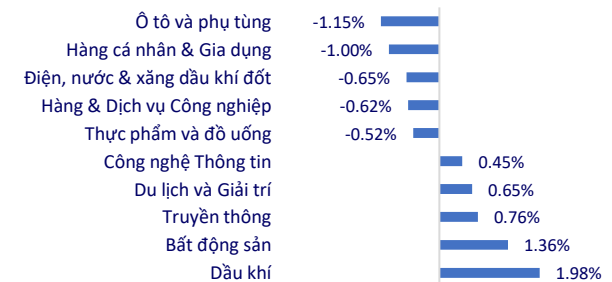 Ô tô và phụ tùng -1.15%
Hàng cá nhân & Gia dụng -1.00%
Điện, nước & xăng dầu khí đốt -0.65%
Hàng & Dịch vụ Công nghiệp -0.62%
Thực phẩm và đồ uống -0.52%
Công nghệ Thông tin 0.45%
Du lịch và Giải trí 0.65%
Truyền thông 0.76%
Bất động sản 1.36%
Dầu khí 1.98%